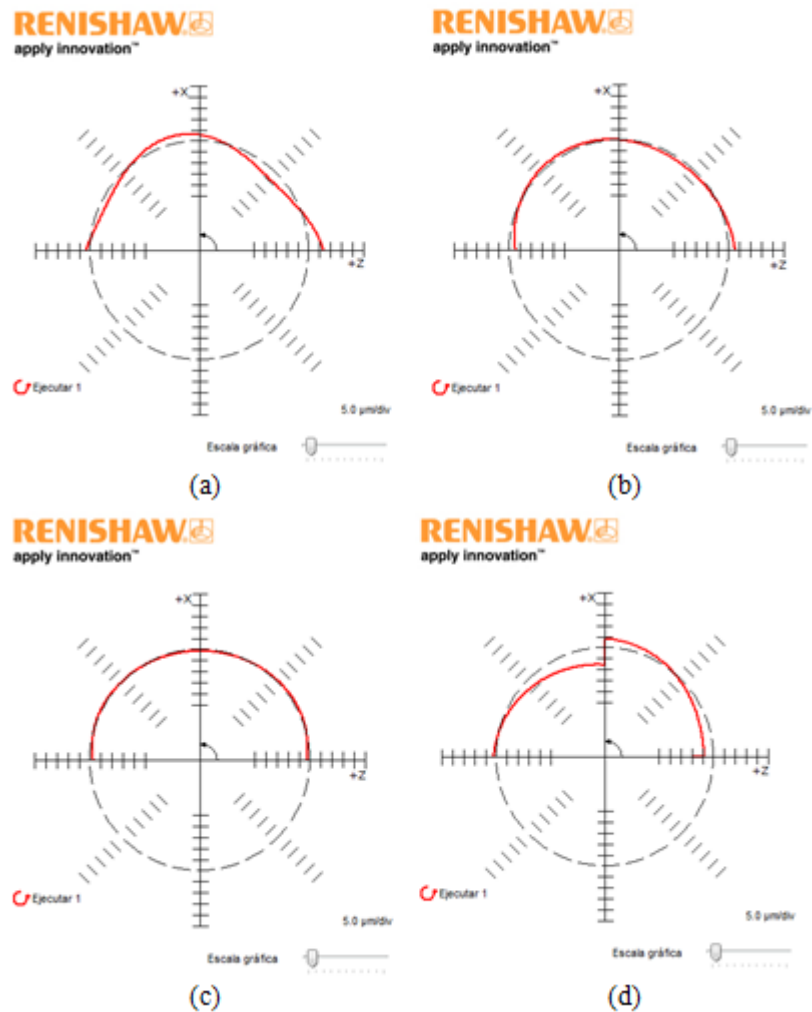 RENISHAW
apply innovation™
+X
+Z
Ejecutar 1
5.0 µm/div
Escala gráfica
(a)
RENISHAW
apply innovation™
+X
+Z
Ejecutar 1
5.0 µm/div
Escala gráfica
(b)
RENISHAW
apply innovation™
+X
+Z
Ejecutar 1
5.0 µm/div
Escala gráfica
(c)
RENISHAW
apply innovation™
+X
+Z
Ejecutar 1
5.0 µm/div
Escala gráfica
(d)